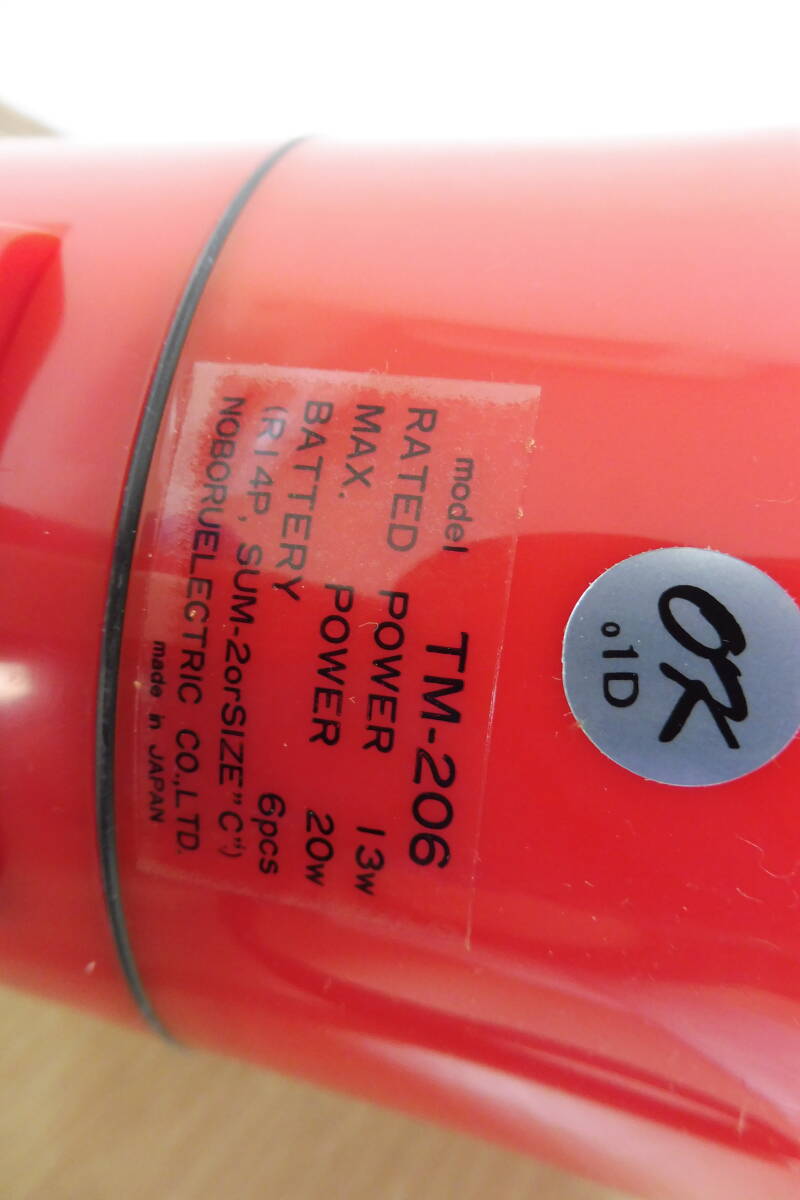 model TM-206
RATED POWER 13W
MAX. POWER 20W
BATTERY 6pcs
(R14P, SUM-2orSIZE"C")
NOBORUELECTRIC CO.,LTD.
made in JAPAN
OK
o1D